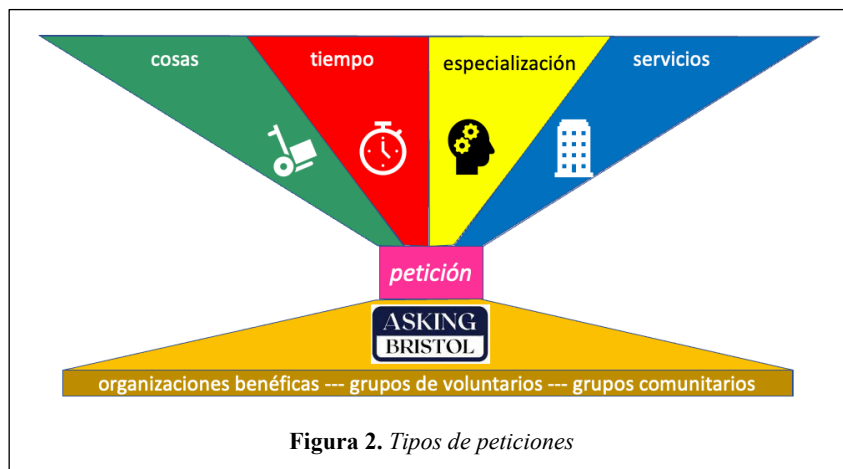 cosas tiempo especialización servicios
petición
ASKING
BRISTOL
organizaciones benéficas --- grupos de voluntarios --- grupos comunitarios
Figura 2. Tipos de peticiones